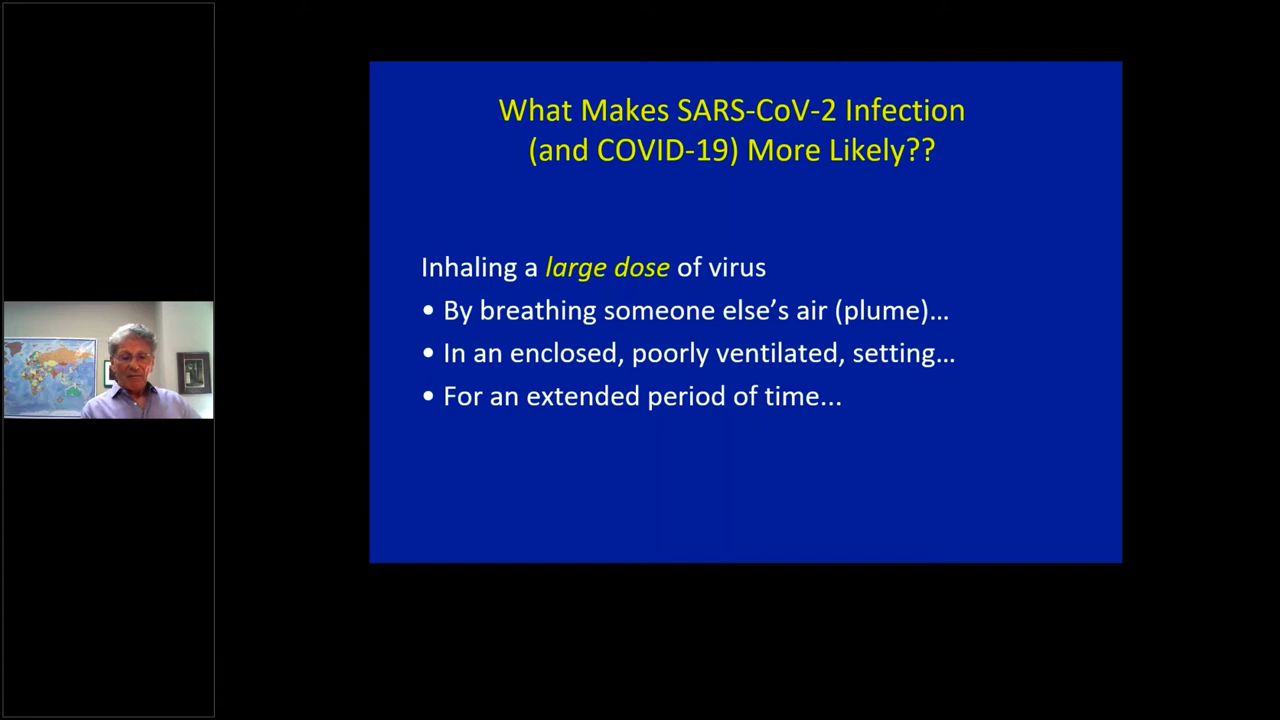 What Makes SARS-CoV-2 Infection
(and COVID-19) More Likely??
Inhaling a large dose of virus
• By breathing someone else’s air (plume)…
• In an enclosed, poorly ventilated, setting…
• For an extended period of time...